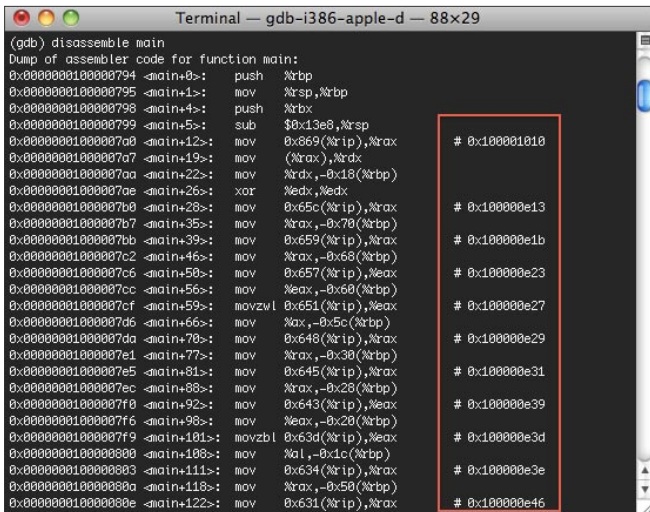 Terminal — gdb-i386-apple-d — 88×29
(gdb) disassemble main
Dump of assembler code for function main:
0x0000000100000794 <main+0>: push %rbp
0x0000000100000795 <main+1>: mov %rsp,%rbp
0x0000000100000798 <main+4>: push %rbx
0x0000000100000799 <main+5>: sub $0x13e8,%rsp
0x00000001000007a0 <main+12>: mov 0x869(%rip),%rax # 0x100001010
0x00000001000007a7 <main+19>: mov (%rax),%rdx
0x00000001000007aa <main+22>: mov %rdx,-0x18(%rbp)
0x00000001000007ae <main+26>: xor %edx,%edx
0x00000001000007b0 <main+28>: mov 0x65c(%rip),%rax # 0x100000e13
0x00000001000007b7 <main+35>: mov %rax,-0x70(%rbp)
0x00000001000007bb <main+39>: mov 0x659(%rip),%rax # 0x100000e1b
0x00000001000007c2 <main+46>: mov %rax,-0x68(%rbp)
0x00000001000007c6 <main+50>: mov 0x657(%rip),%eax # 0x100000e23
0x00000001000007cc <main+56>: mov %eax,-0x60(%rbp)
0x00000001000007cf <main+59>: movzwl 0x651(%rip),%eax # 0x100000e27
0x00000001000007d6 <main+66>: mov %ax,-0x5c(%rbp)
0x00000001000007da <main+70>: mov 0x648(%rip),%rax # 0x100000e29
0x00000001000007e1 <main+77>: mov %rax,-0x30(%rbp)
0x00000001000007e5 <main+81>: mov 0x645(%rip),%rax # 0x100000e31
0x00000001000007ec <main+88>: mov %rax,-0x28(%rbp)
0x00000001000007f0 <main+92>: mov 0x643(%rip),%eax # 0x100000e39
0x00000001000007f6 <main+98>: mov %eax,-0x20(%rbp)
0x00000001000007f9 <main+101>: movzbl 0x63d(%rip),%eax # 0x100000e3d
0x0000000100000800 <main+108>: mov %al,-0x1c(%rbp)
0x0000000100000803 <main+111>: mov 0x634(%rip),%rax # 0x100000e3e
0x000000010000080a <main+118>: mov %rax,-0x50(%rbp)
0x000000010000080e <main+122>: mov 0x631(%rip),%rax # 0x100000e46